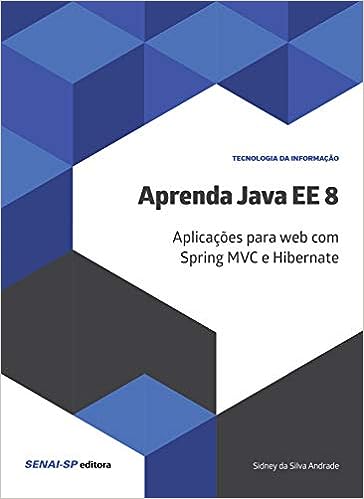 TECNOLOGIA DA INFORMAÇÃO
Aprenda Java EE 8
Aplicações para web com
Spring MVC e Hibernate
SENAI-SP editora
Sidney da Silva Andrade